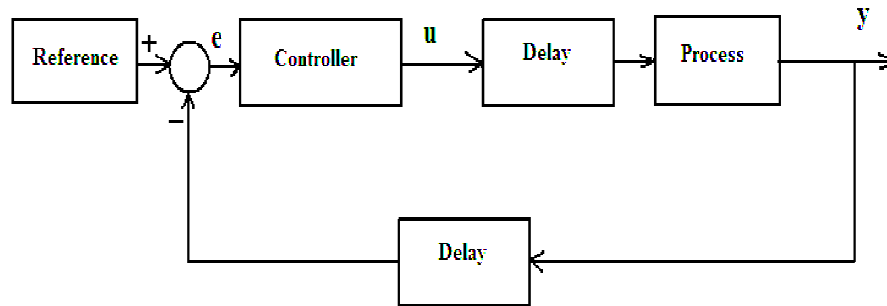 Reference
+
e
Controller
u
Delay
Process
y
−
Delay